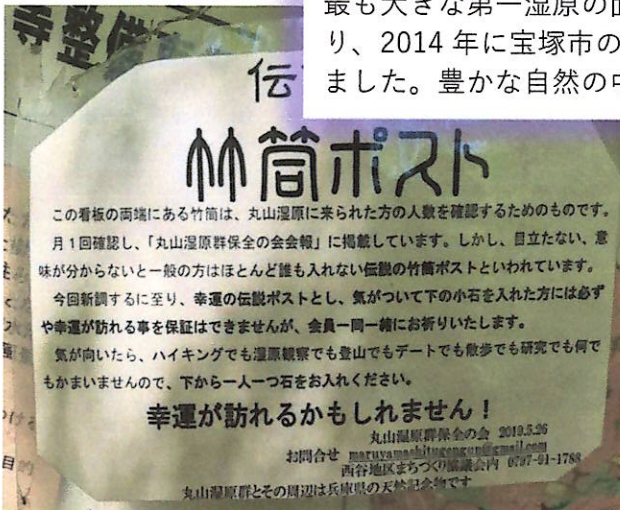 最も大きな第一湿原の
り、2014 年に宝塚市の
ました。豊かな自然の中
伝
竹筒ポスト
この看板の両端にある竹筒は、丸山湿原に来られた方の人数を確認するためのものです。
月1回確認し、「丸山湿原群保全の会会報」に掲載しています。しかし、目立たない、意
味が分からないと一般の方はほとんど誰も入れない伝説の竹筒ポストといわれています。
今回新調するに至り、幸運の伝説ポストとし、気がついて下の小石を入れた方には必ず
や幸運が訪れる事を保証はできませんが、会員一同一緒にお祈りいたします。
気が向いたら、ハイキングでも湿原観察でも登山でもデートでも散歩でも研究でも何で
もかまいませんので、下から一人一つ石をお入れください。
幸運が訪れるかもしれません！
丸山湿原群保全の会 2019.5.26
お問合せ maruyamashitugengun@gmail.com
西谷地区まちづくり協議会内 0797-91-1788
丸山湿原群とその周辺は兵庫県の天然記念物です
目的